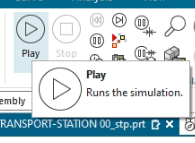 Play
Stop
Play
Runs the simulation.
embly
TRANSPORT-STATION 00_stp.prt